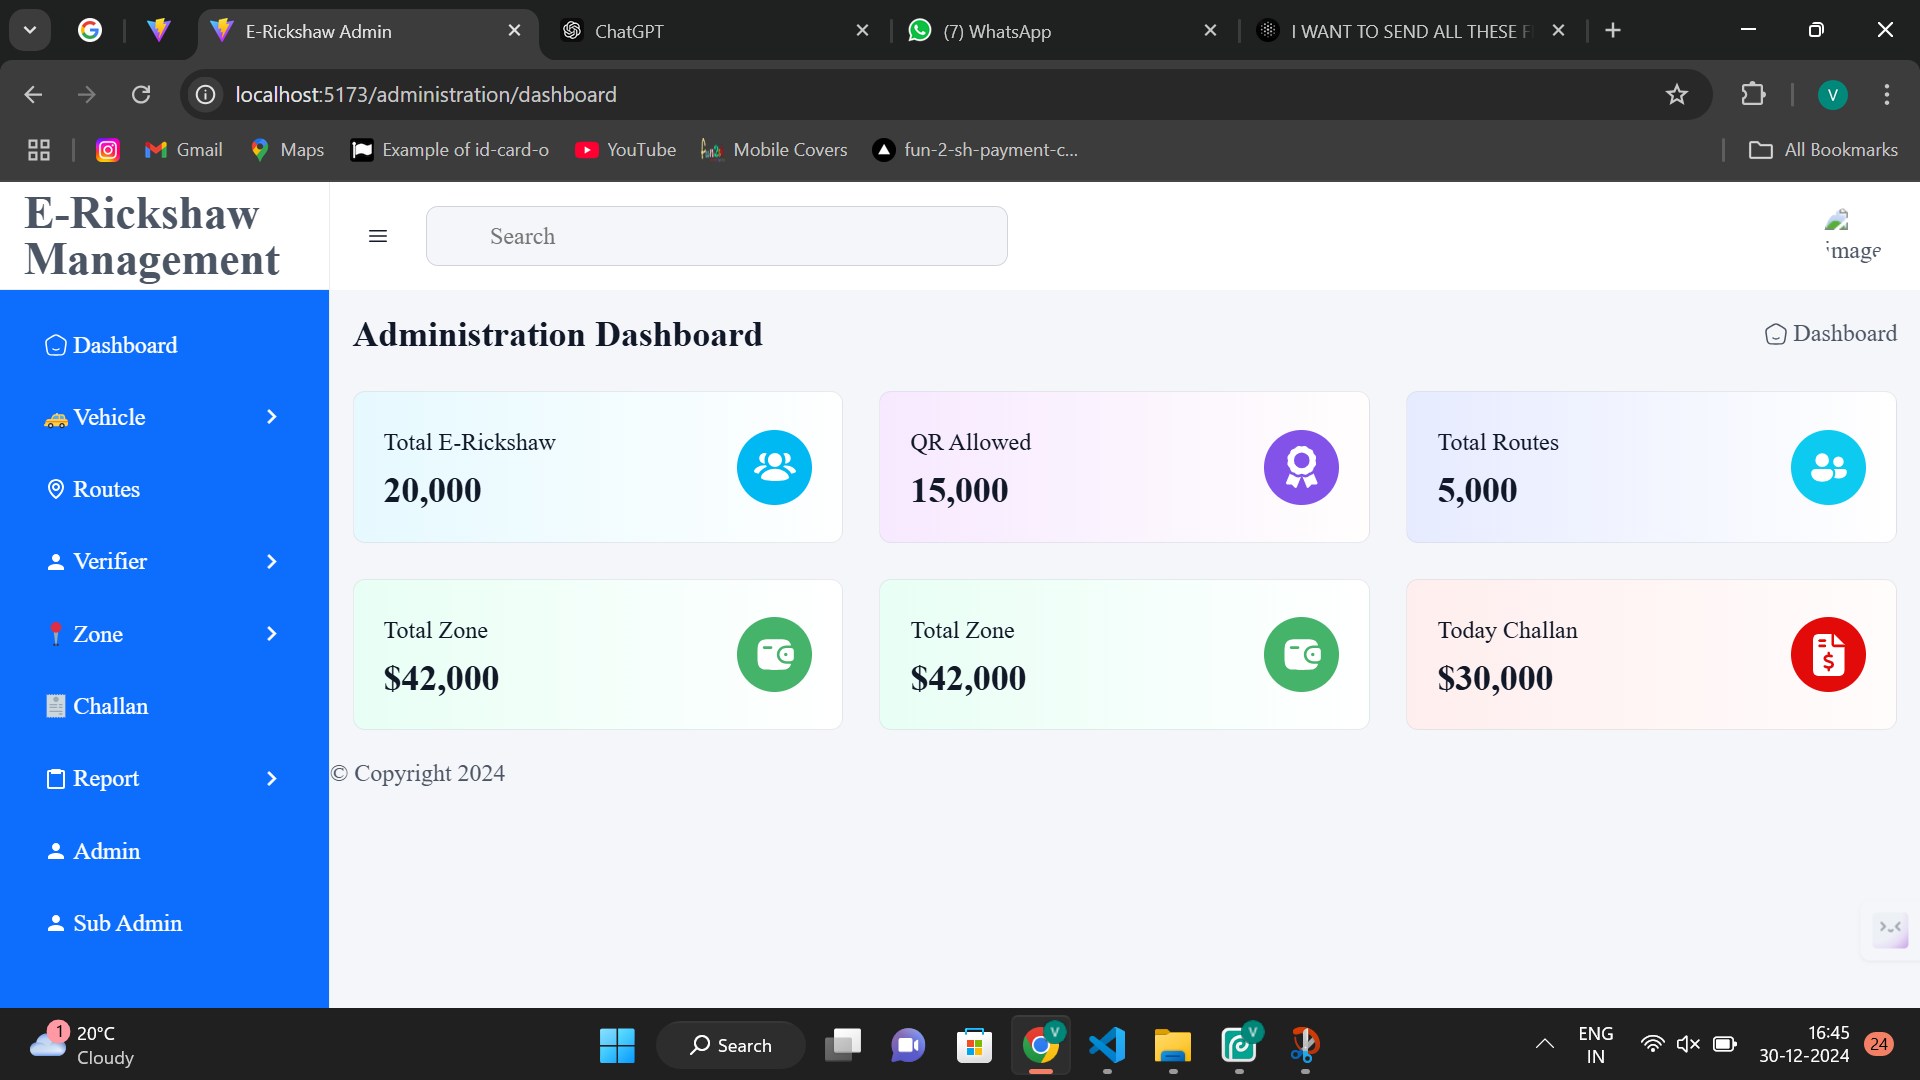 E-Rickshaw Admin
ChatGPT
(7) WhatsApp
I WANT TO SEND ALL THESE F
localhost:5173/administration/dashboard
V
Gmail
Maps
Example of id-card-o
YouTube
Mobile Covers
fun-2-sh-payment-c...
All Bookmarks
E-Rickshaw
Management
Search
image
Dashboard
Vehicle
Routes
Verifier
Zone
Challan
Report
Admin
Sub Admin
Administration Dashboard
Dashboard
Total E-Rickshaw
20,000
QR Allowed
15,000
Total Routes
5,000
Total Zone
$42,000
Total Zone
$42,000
Today Challan
$30,000
© Copyright 2024
1
20°C
Cloudy
Search
V
V
ENG
IN
16:45
30-12-2024
24